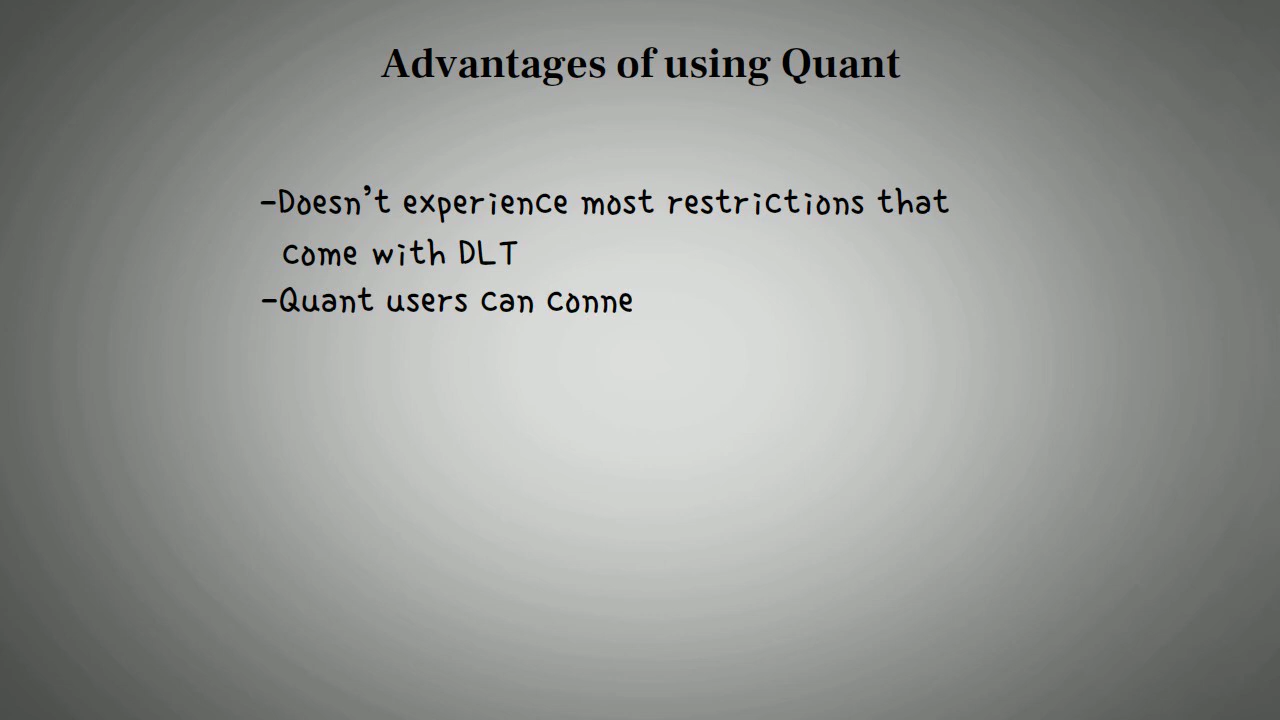 Advantages of using Quant
-Doesn't experience most restrictions that
come with DLT
-Quant users can conne